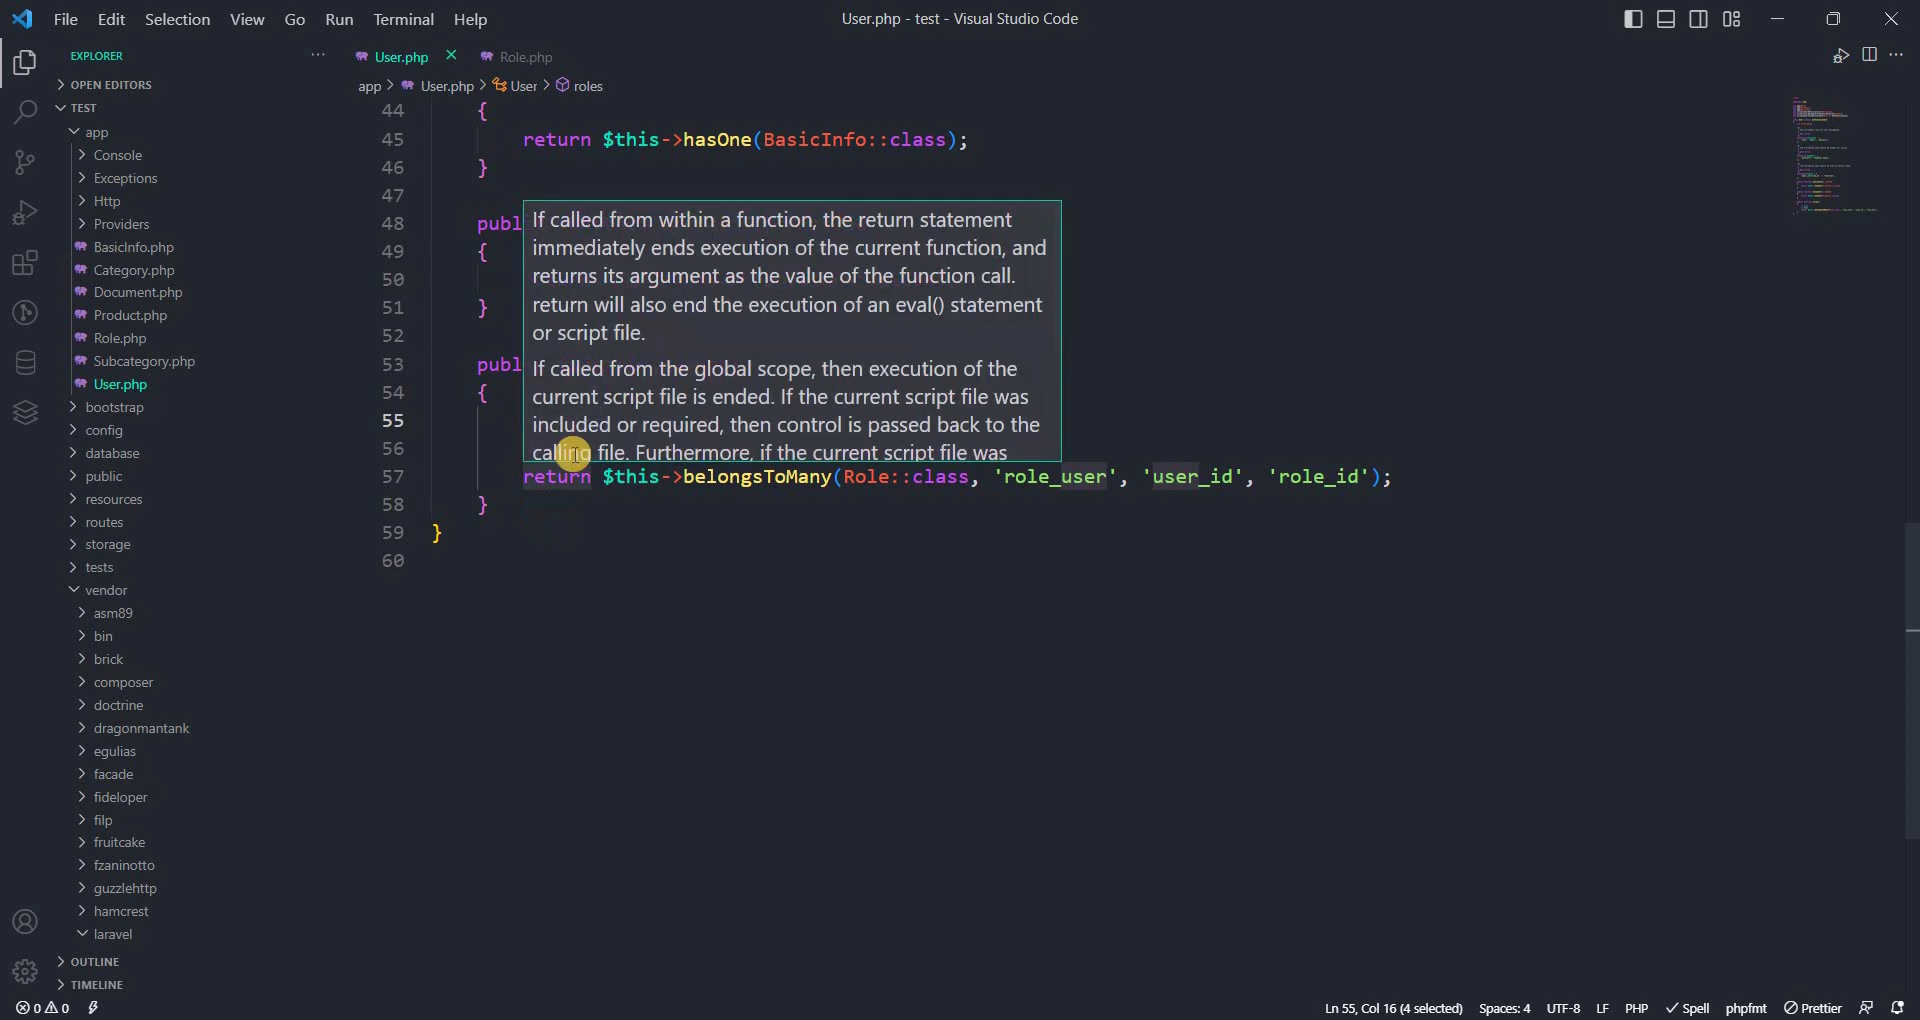 File Edit Selection View Go Run Terminal Help
User.php - test - Visual Studio Code
EXPLORER
OPEN EDITORS
TEST
app
Console
Exceptions
Http
Providers
BasicInfo.php
Category.php
Document.php
Product.php
Role.php
Subcategory.php
User.php
bootstrap
config
database
public
resources
routes
storage
tests
vendor
asm89
bin
brick
composer
doctrine
dragonmantank
egulias
facade
fideloper
filp
fruitcake
fzaninotto
guzzlehttp
hamcrest
laravel
OUTLINE
TIMELINE
User.php Role.php
app > User.php > User > roles
44 {
45 return $this->hasOne(BasicInfo::class);
46 }
47
48 publ
49 {
50
51 }
52
53 publ
54 {
55
56
57 return $this->belongsToMany(Role::class, 'role_user', 'user_id', 'role_id');
58 }
59 }
60
If called from within a function, the return statement
immediately ends execution of the current function, and
returns its argument as the value of the function call.
return will also end the execution of an eval() statement
or script file.
If called from the global scope, then execution of the
current script file is ended. If the current script file was
included or required, then control is passed back to the
calling file. Furthermore, if the current script file was
0 0
Ln 55, Col 16 (4 selected) Spaces: 4 UTF-8 LF PHP Spell phpfmt Prettier